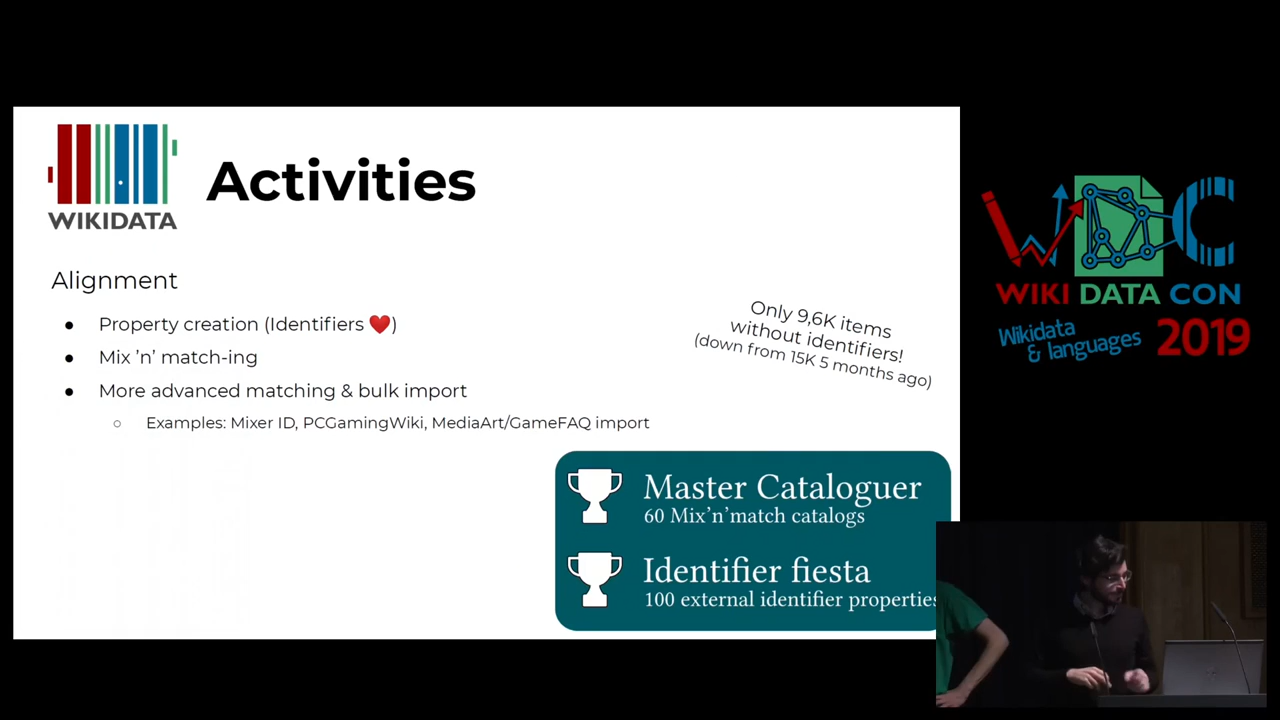 WIKIDATA
Activities
Alignment
● Property creation (Identifiers ❤️)
● Mix ’n’ match-ing
● More advanced matching & bulk import
○ Examples: Mixer ID, PCGamingWiki, MediaArt/GameFAQ import
Only 9,6K items
without identifiers!
(down from 15K 5 months ago)
Master Cataloguer
60 Mix’n’match catalogs
Identifier fiesta
100 external identifier properties
WDC
WIKI DATA CON
Wikidata
& languages
2019